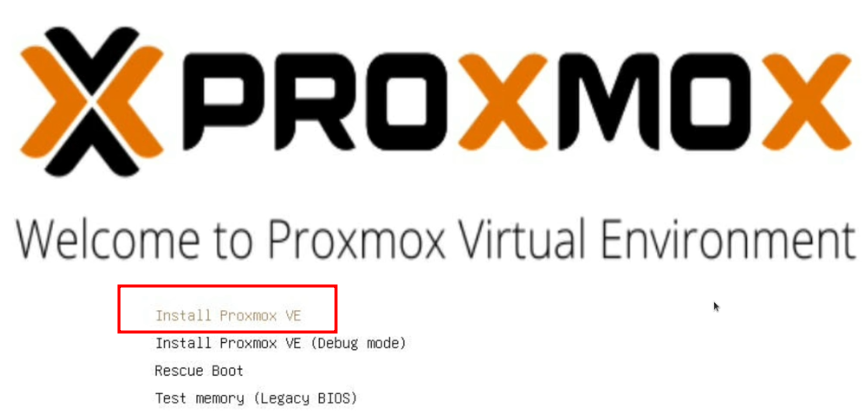 PROXMOX
Welcome to Proxmox Virtual Environment
Install Proxmox VE
Install Proxmox VE (Debug mode)
Rescue Boot
Test memory (Legacy BIOS)